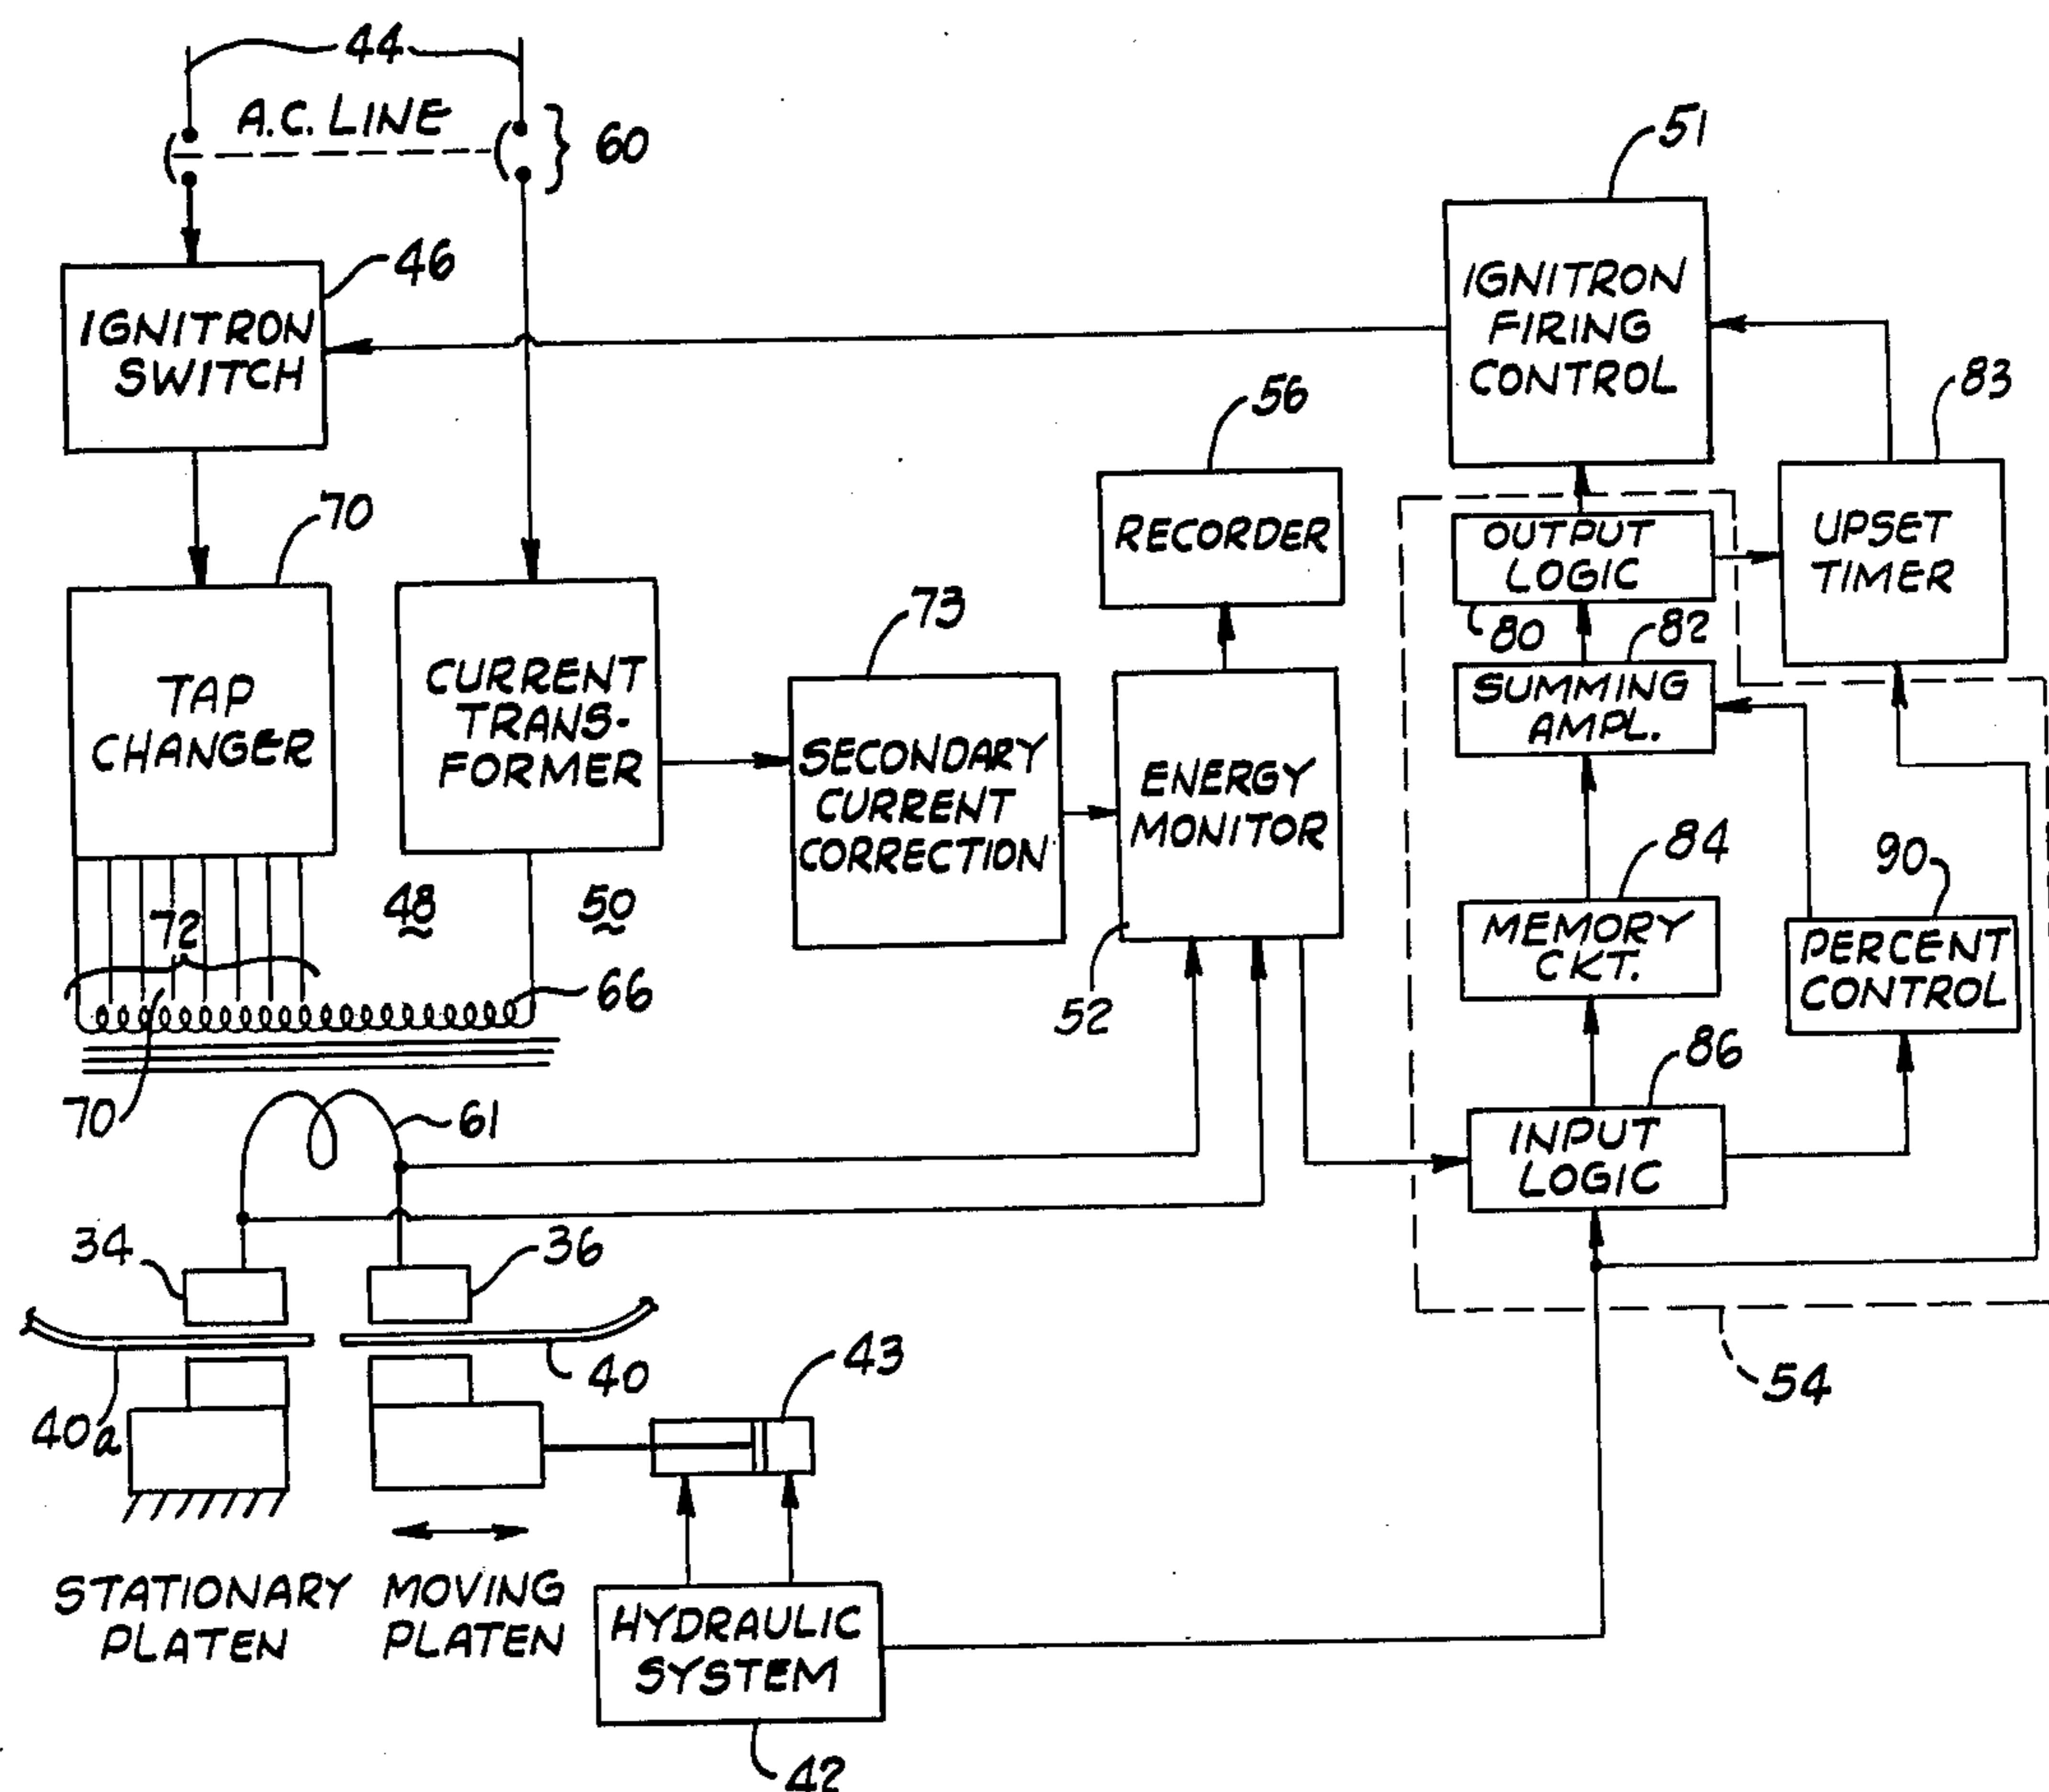 44
A.C. LINE
60
51
46
IGNITRON
SWITCH
IGNITRON
FIRING
CONTROL
56
83
70
RECORDER
OUTPUT
LOGIC
UPSET
TIMER
73
80
82
TAP
CHANGER
CURRENT
TRANS-
FORMER
SECONDARY
CURRENT
CORRECTION
ENERGY
MONITOR
SUMMING
AMPL.
84
90
72
48
50
MEMORY
CKT.
PERCENT
CONTROL
66
52
86
70
61
INPUT
LOGIC
34
36
40
43
54
40a
STATIONARY
PLATEN
MOVING
PLATEN
HYDRAULIC
SYSTEM
42